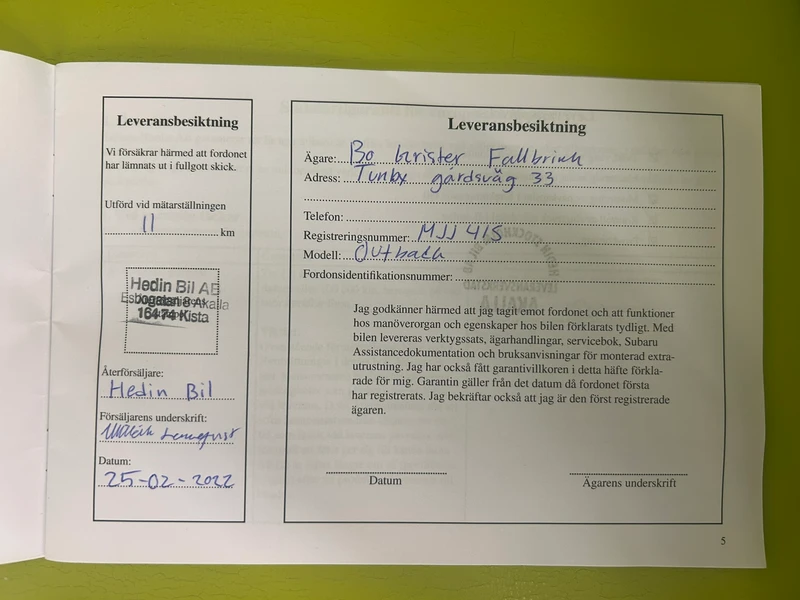 Leveransbesiktning
Vi försäkrar härmed att fordonet
har lämnats ut i fullgott skick.
Utförd vid mätarställningen
11 km
Hedin Bil AB
Esbogatan 8 Akalla
164 74 Kista
Återförsäljare:
Hedin Bil
Försäljarens underskrift:
Datum:
25-02-2022
Leveransbesiktning
Ägare: Bo krister Fallbrink
Adress: Tunby gårdsväg 33
Telefon:
Registreringsnummer: MJJ 415
Modell: Outback
Fordonsidentifikationsnummer:
AKALLA
Jag godkänner härmed att jag tagit emot fordonet och att funktioner
hos manöverorgan och egenskaper hos bilen förklarats tydligt. Med
bilen levereras verktygssats, ägarhandlingar, servicebok, Subaru
Assistancedokumentation och bruksanvisningar för monterad extra-
utrustning. Jag har också fått garantivillkoren i detta häfte förkla-
rade för mig. Garantin gäller från det datum då fordonet första
har registrerats. Jag bekräftar också att jag är den först registrerade
ägaren.
Datum
Ägarens underskrift
5